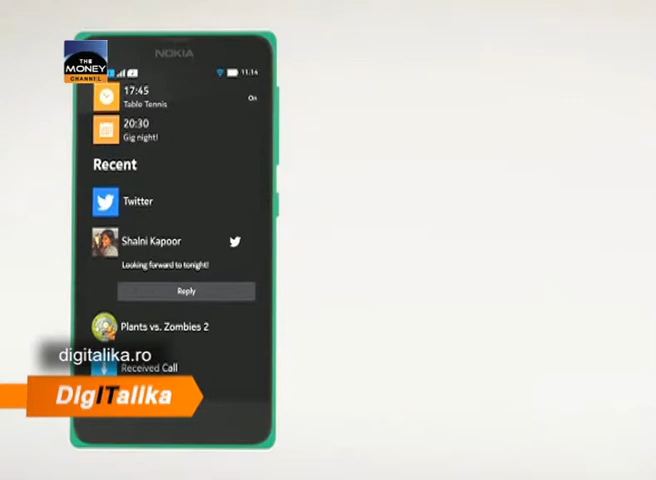 THE
MONEY
CHANNEL
NOKIA
11.14
17:45
Table Tennis
On
20:30
Gig night!
Recent
Twitter
Shalni Kapoor
Looking forward to tonight!
Reply
Plants vs. Zombies 2
digitalika.ro
Received Call
DigITalika